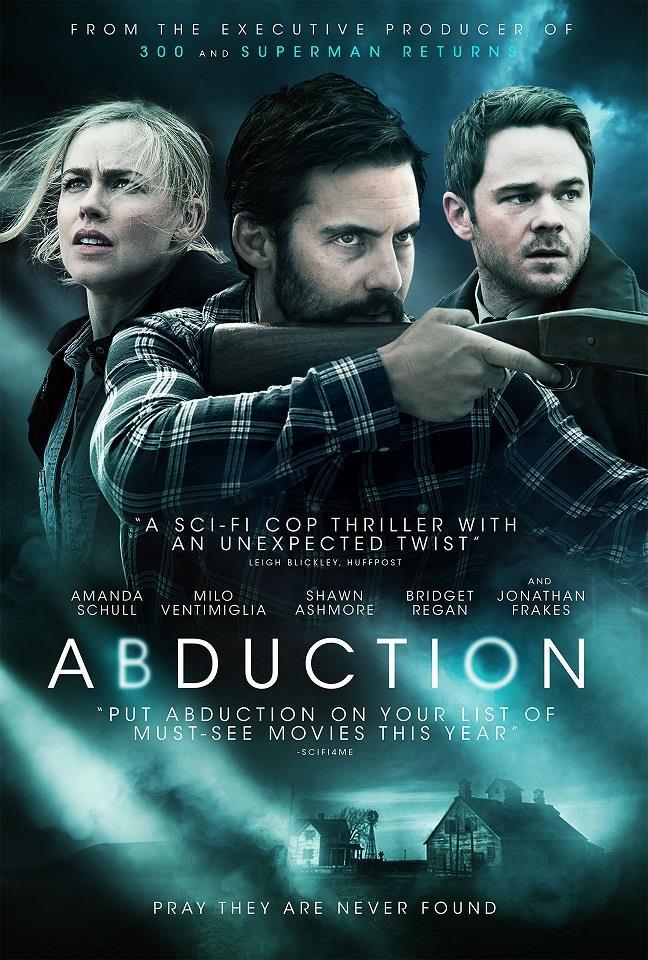 FROM THE EXECUTIVE PRODUCER OF
300 AND SUPERMAN RETURNS
"A SCI-FI COP THRILLER WITH
AN UNEXPECTED TWIST"
LEIGH BLICKLEY, HUFFPOST
AMANDA SCHULL MILO VENTIMIGLIA SHAWN ASHMORE BRIDGET REGAN AND JONATHAN FRAKES
ABDUCTION
"PUT ABDUCTION ON YOUR LIST OF
MUST-SEE MOVIES THIS YEAR"
-SCIFI4ME
PRAY THEY ARE NEVER FOUND